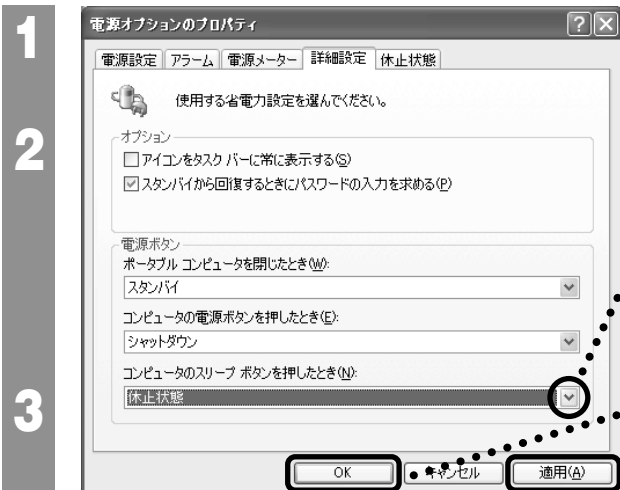 1
2
3
電源オプションのプロパティ
電源設定 アラーム 電源メーター 詳細設定 休止状態
使用する省電力設定を選んでください。
オプション
アイコンをタスク バーに常に表示する(S)
スタンバイから回復するときにパスワードの入力を求める(P)
電源ボタン
ポータブル コンピュータを閉じたとき(W):
スタンバイ
コンピュータの電源ボタンを押したとき(E):
シャットダウン
コンピュータのスリープ ボタンを押したとき(N):
休止状態
OK キャンセル 適用(A)